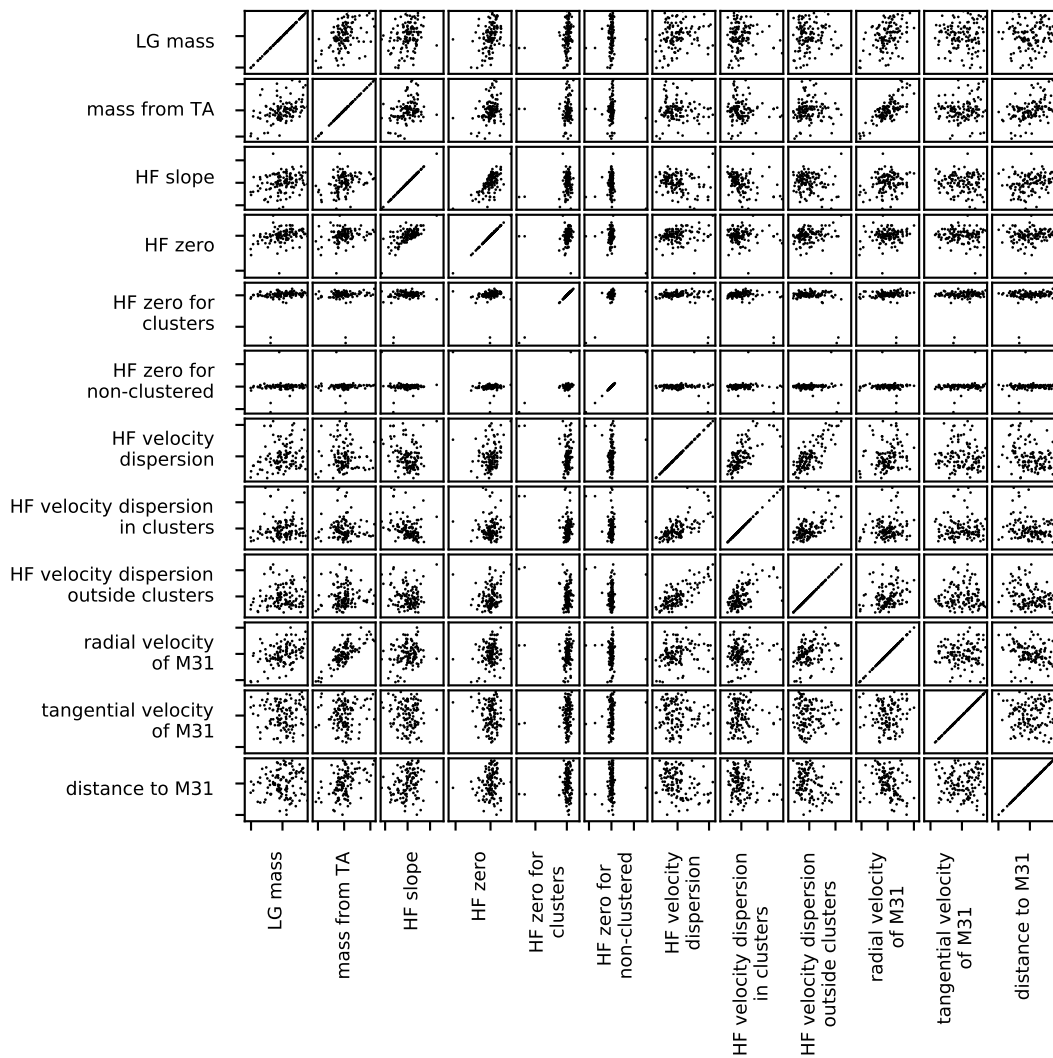 LG mass
mass from TA
HF slope
HF zero
HF zero for
clusters
HF zero for
non-clustered
HF velocity
dispersion
HF velocity dispersion
in clusters
HF velocity dispersion
outside clusters
radial velocity
of M31
tangential velocity
of M31
distance to M31
LG mass
mass from TA
HF slope
HF zero
HF zero for
clusters
HF zero for
non-clustered
HF velocity
dispersion
HF velocity dispersion
in clusters
HF velocity dispersion
outside clusters
radial velocity
of M31
tangential velocity
of M31
distance to M31